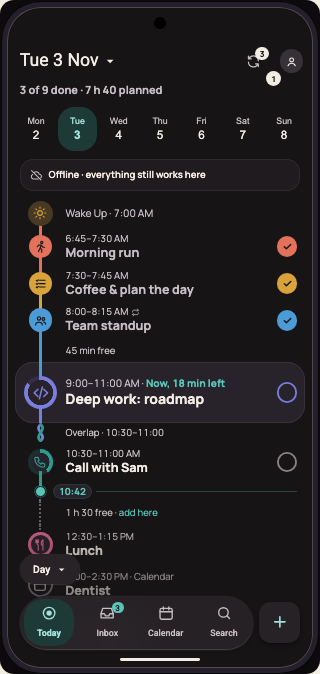 Tue 3 Nov
3
1
3 of 9 done · 7 h 40 planned
Mon Tue Wed Thu Fri Sat Sun
2 3 4 5 6 7 8
Offline · everything still works here
Wake Up · 7:00 AM
6:45–7:30 AM
Morning run
7:30–7:45 AM
Coffee & plan the day
8:00–8:15 AM
Team standup
45 min free
9:00–11:00 AM · Now, 18 min left
Deep work: roadmap
Overlap · 10:30–11:00
10:30–11:00 AM
Call with Sam
10:42
1 h 30 free · add here
12:30–1:15 PM
Lunch
Day
–2:30 PM · Calendar
Dentist
3
Today Inbox Calendar Search